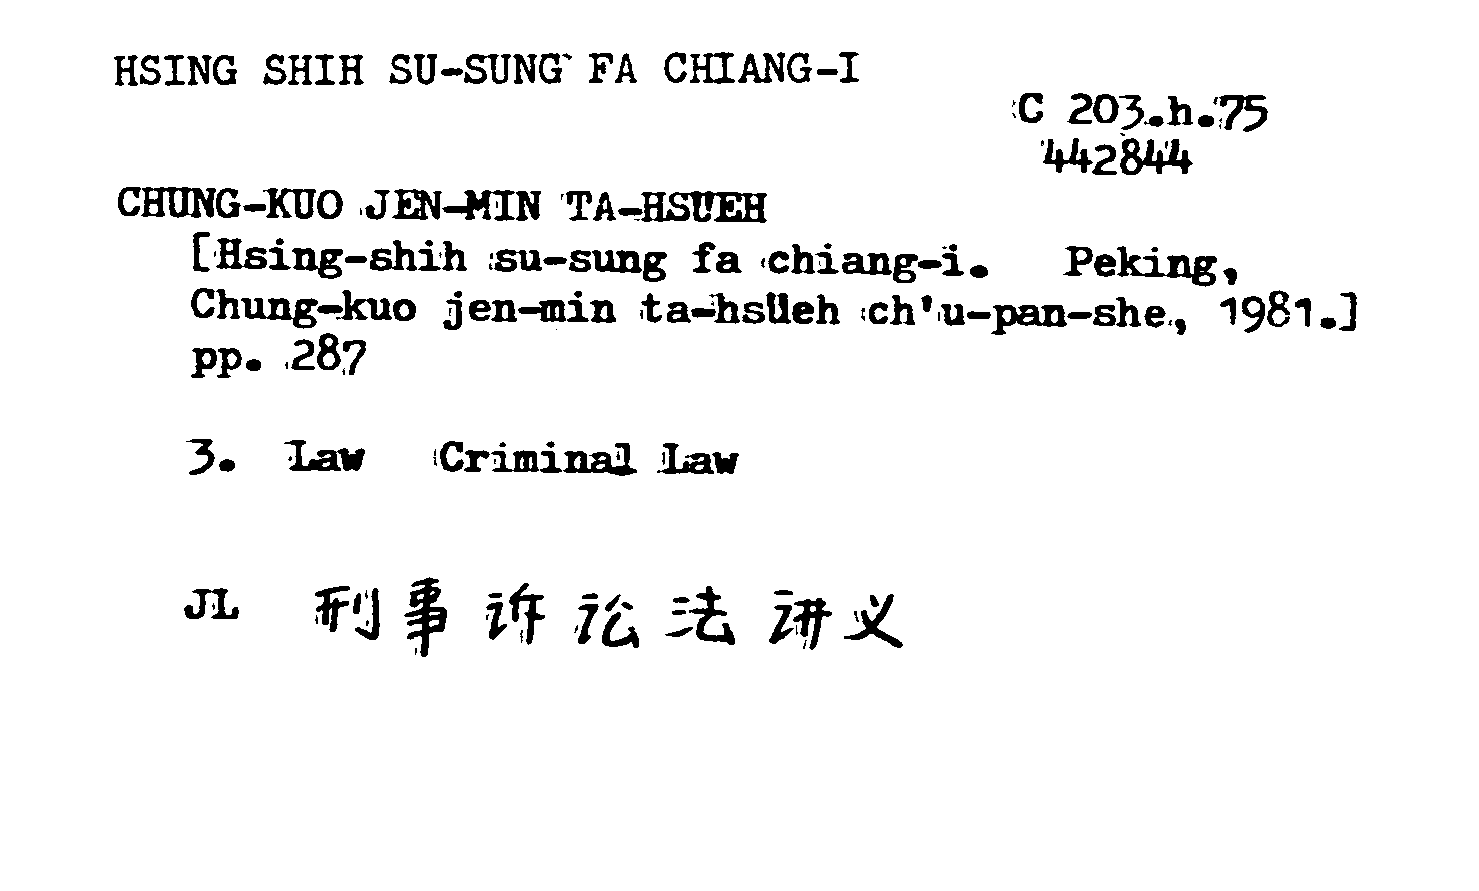 HSING SHIH SU-SUNG FA CHIANG-I
C 203.h.75
442844
CHUNG-KUO JEN-MIN TA-HSUEH
[Hsing-shih su-sung fa chiang-i. Peking,
Chung-kuo jen-min ta-hsüeh ch'u-pan-she, 1981.]
pp. 287
3. Law Criminal Law
JL 刑事诉讼法讲义